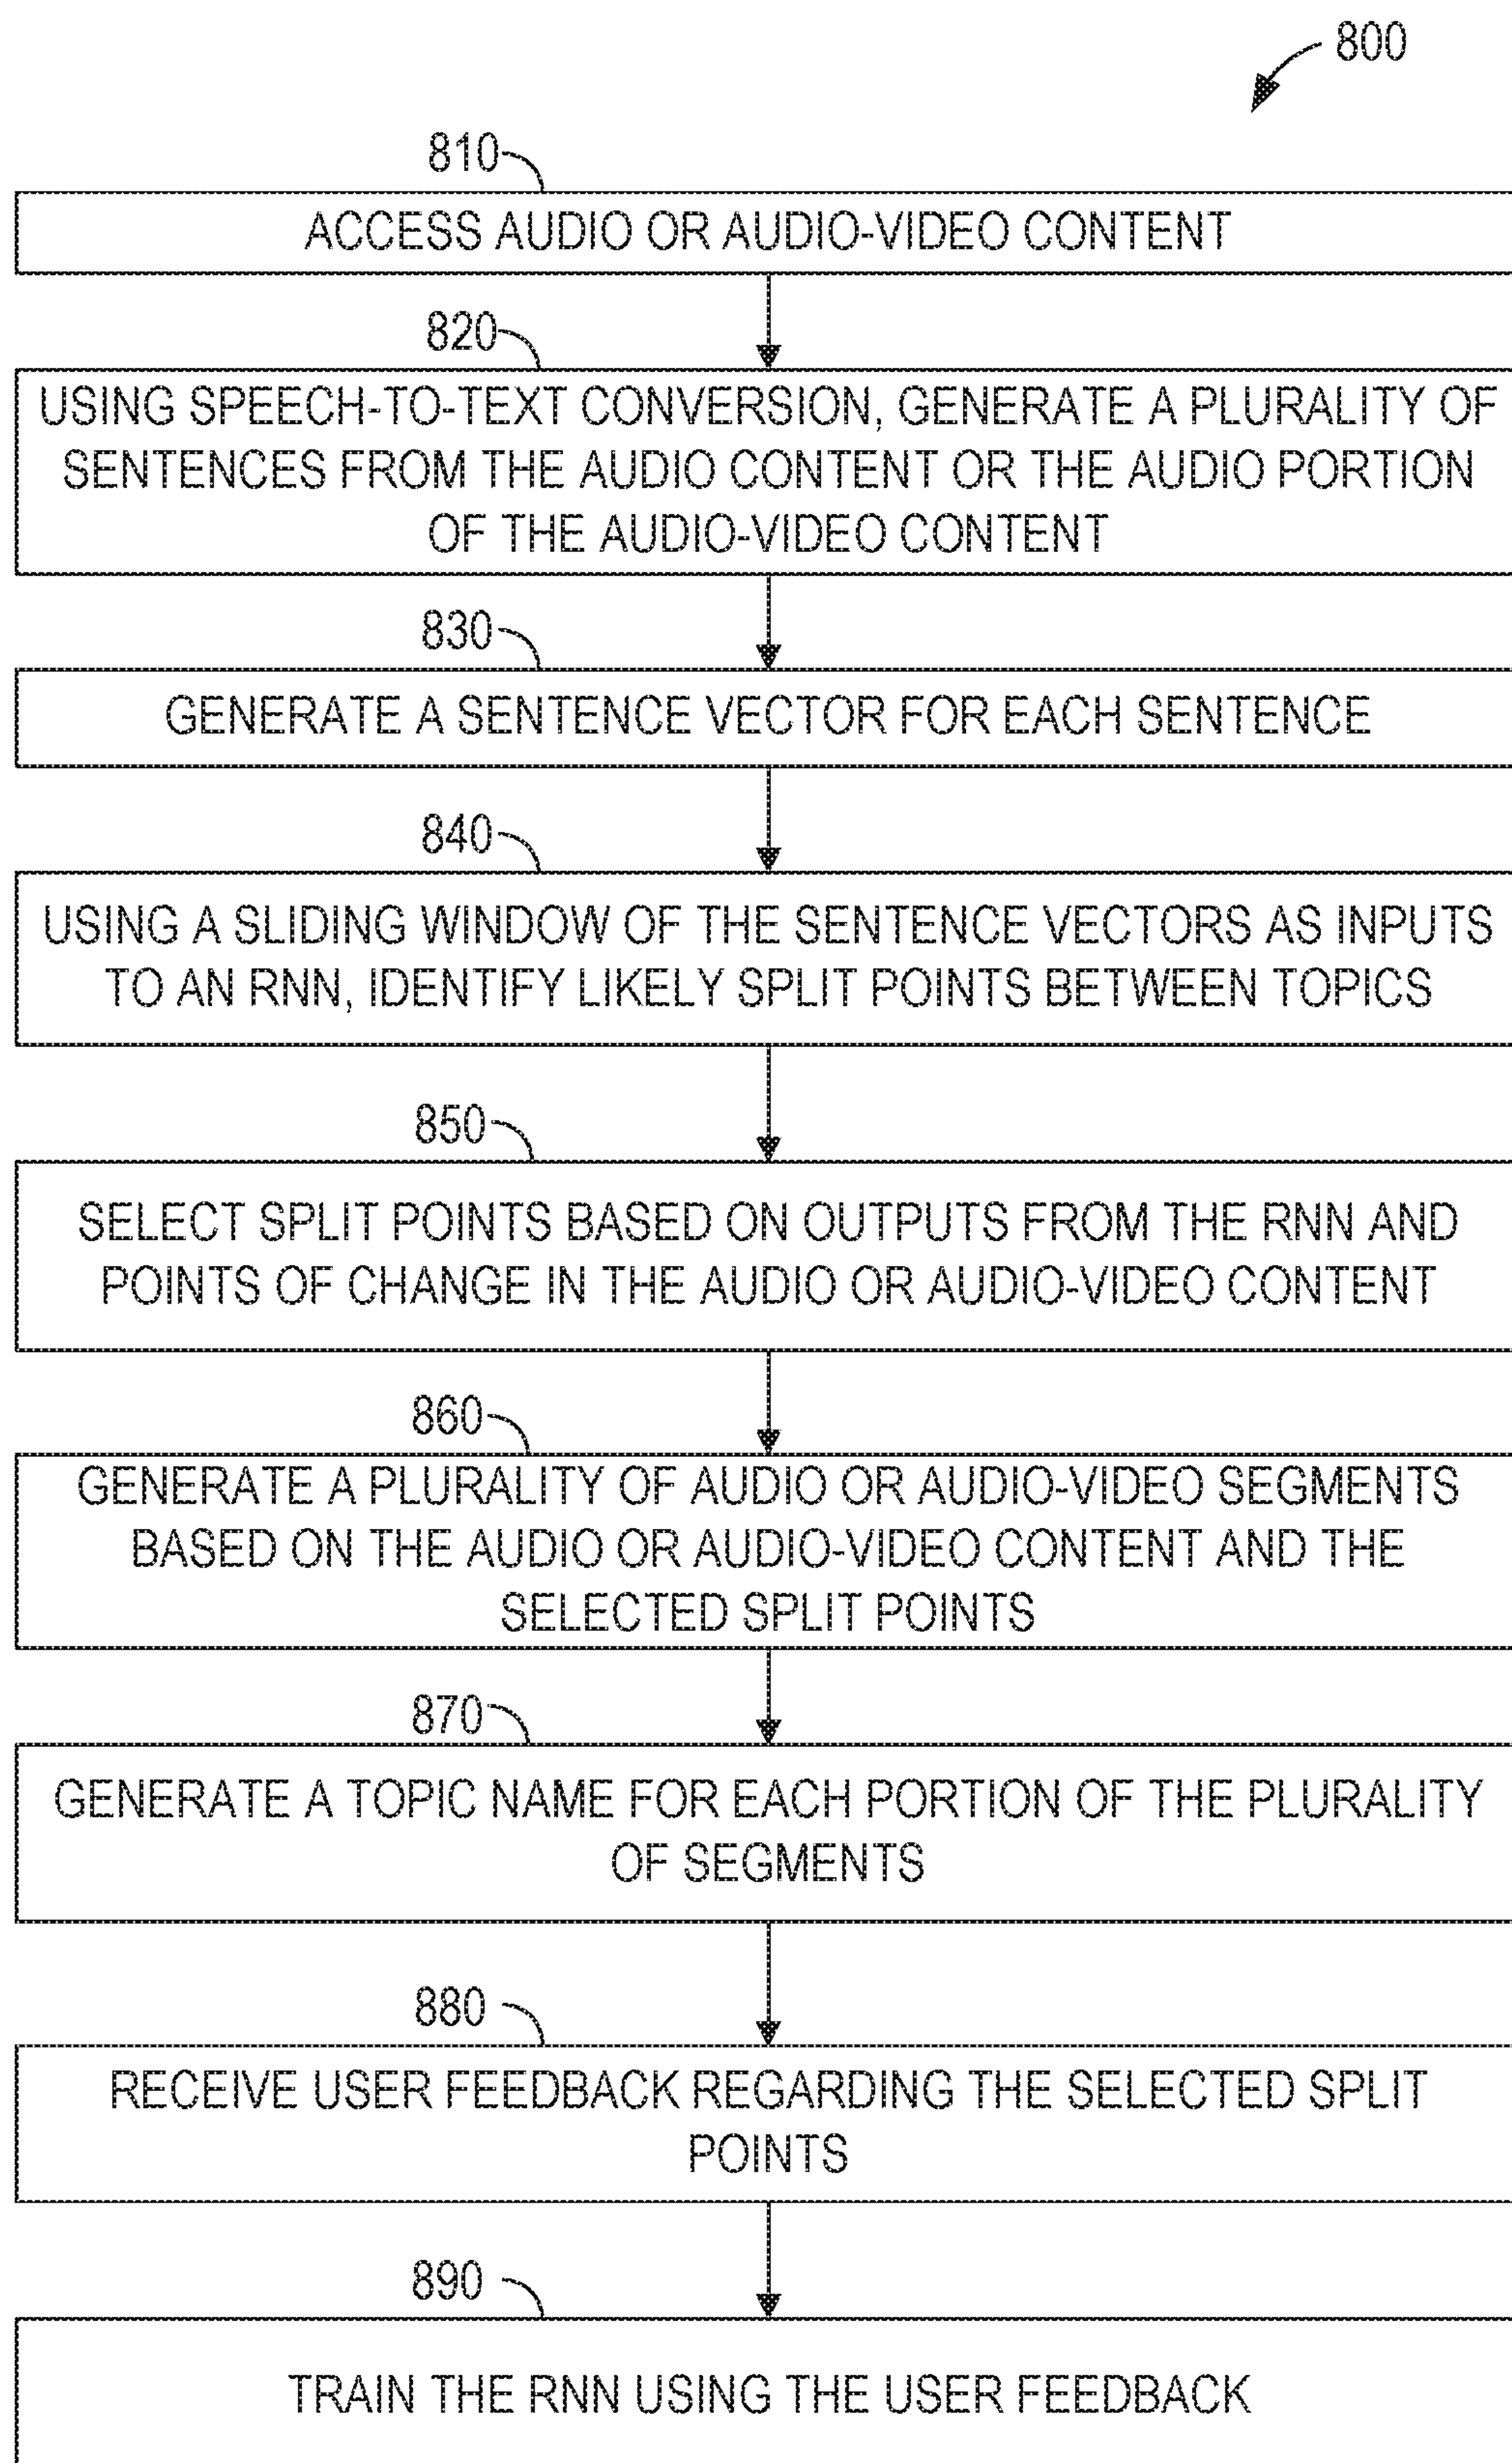 800
810
ACCESS AUDIO OR AUDIO-VIDEO CONTENT
820
USING SPEECH-TO-TEXT CONVERSION, GENERATE A PLURALITY OF
SENTENCES FROM THE AUDIO CONTENT OR THE AUDIO PORTION
OF THE AUDIO-VIDEO CONTENT
830
GENERATE A SENTENCE VECTOR FOR EACH SENTENCE
840
USING A SLIDING WINDOW OF THE SENTENCE VECTORS AS INPUTS
TO AN RNN, IDENTIFY LIKELY SPLIT POINTS BETWEEN TOPICS
850
SELECT SPLIT POINTS BASED ON OUTPUTS FROM THE RNN AND
POINTS OF CHANGE IN THE AUDIO OR AUDIO-VIDEO CONTENT
860
GENERATE A PLURALITY OF AUDIO OR AUDIO-VIDEO SEGMENTS
BASED ON THE AUDIO OR AUDIO-VIDEO CONTENT AND THE
SELECTED SPLIT POINTS
870
GENERATE A TOPIC NAME FOR EACH PORTION OF THE PLURALITY
OF SEGMENTS
880
RECEIVE USER FEEDBACK REGARDING THE SELECTED SPLIT
POINTS
890
TRAIN THE RNN USING THE USER FEEDBACK